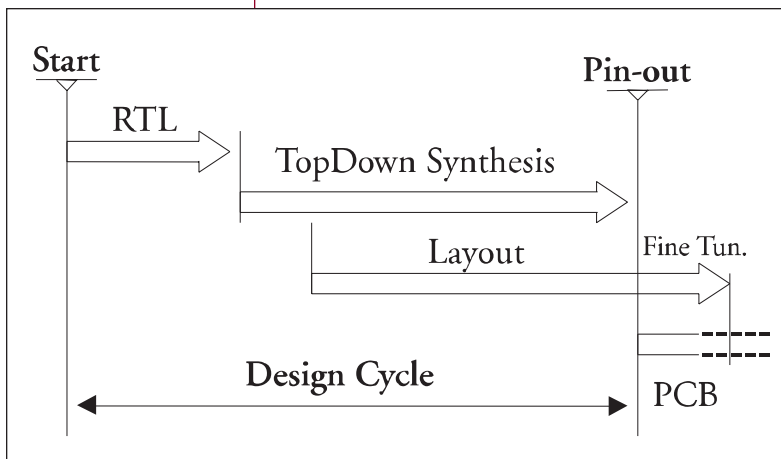 Start
Pin-out
RTL
TopDown Synthesis
Layout
Fine Tun.
Design Cycle
PCB